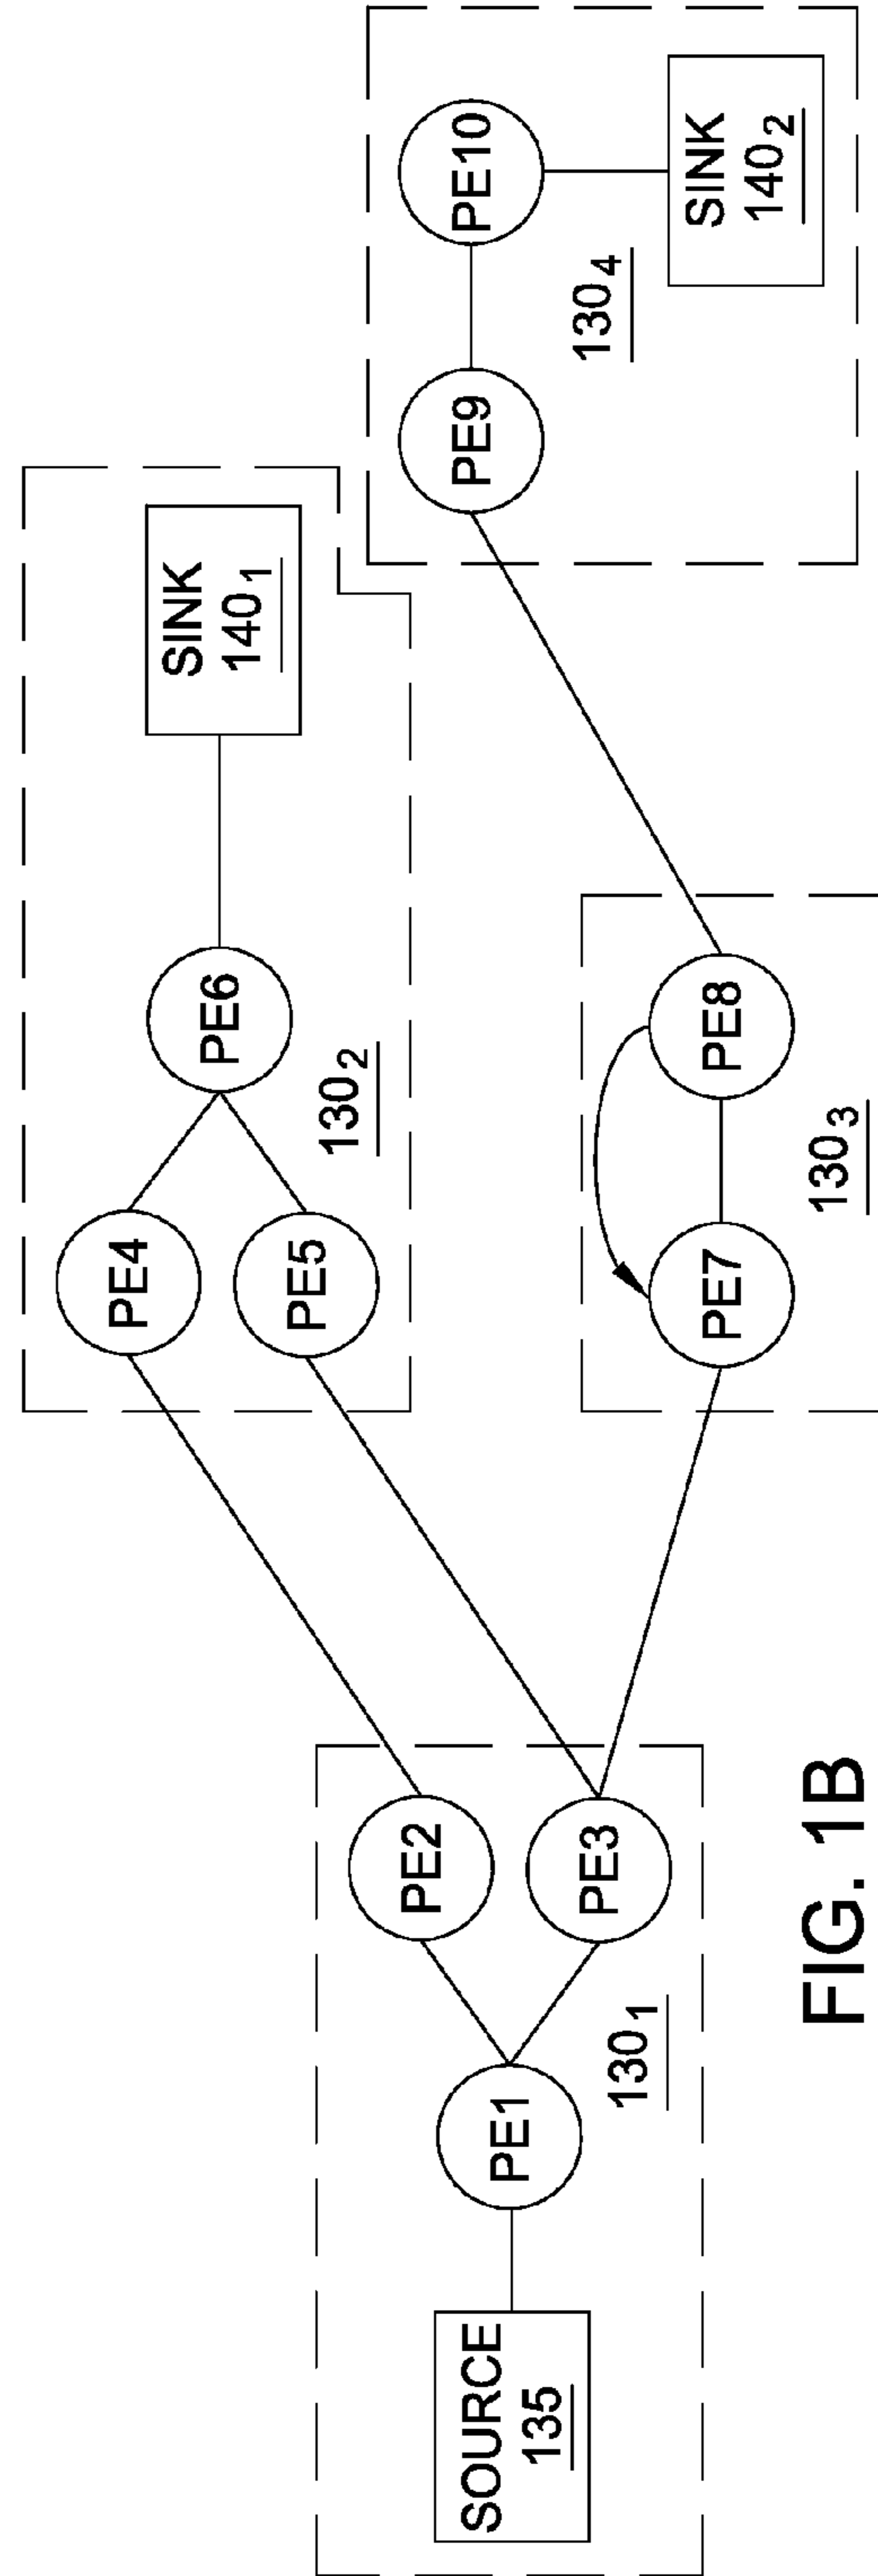 SOURCE
135
PE1
PE2
PE3
130₁
PE4
PE5
PE6
130₂
SINK
140₁
PE7
PE8
130₃
PE9
PE10
130₄
SINK
140₂
FIG. 1B